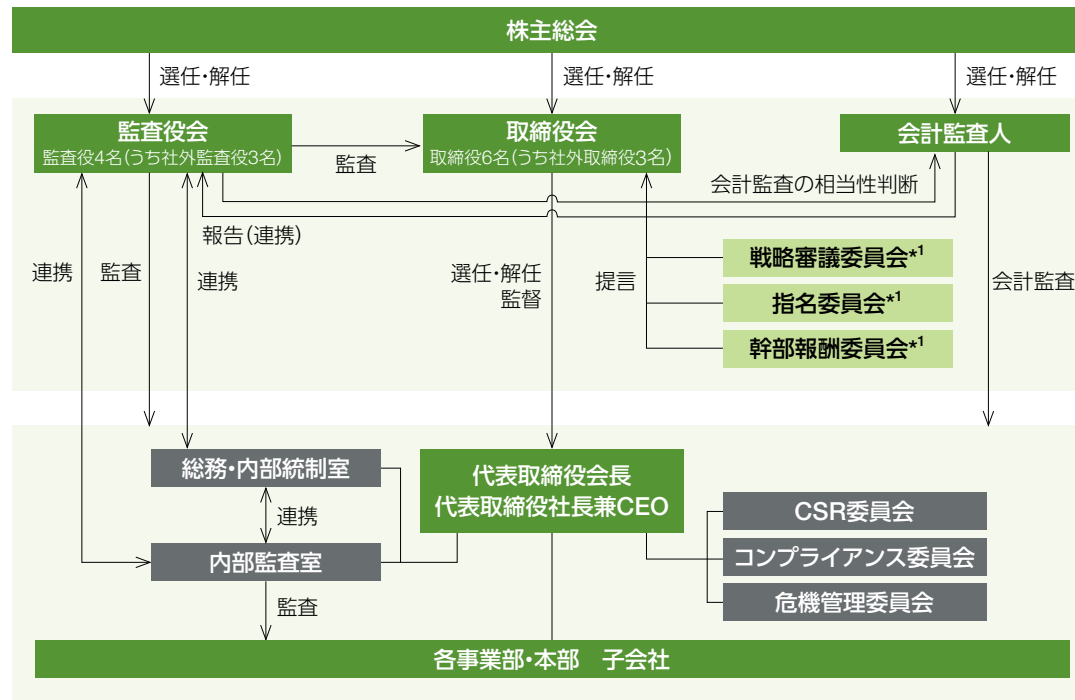 株主総会
選任・解任
選任・解任
選任・解任
監査役会
監査役4名(うち社外監査役3名)
監査
取締役会
取締役6名(うち社外取締役3名)
会計監査人
会計監査の相当性判断
報告(連携)
連携
監査
連携
選任・解任
監督
提言
戦略審議委員会*1
指名委員会*1
幹部報酬委員会*1
会計監査
総務・内部統制室
連携
内部監査室
監査
代表取締役会長
代表取締役社長兼CEO
CSR委員会
コンプライアンス委員会
危機管理委員会
各事業部・本部　子会社